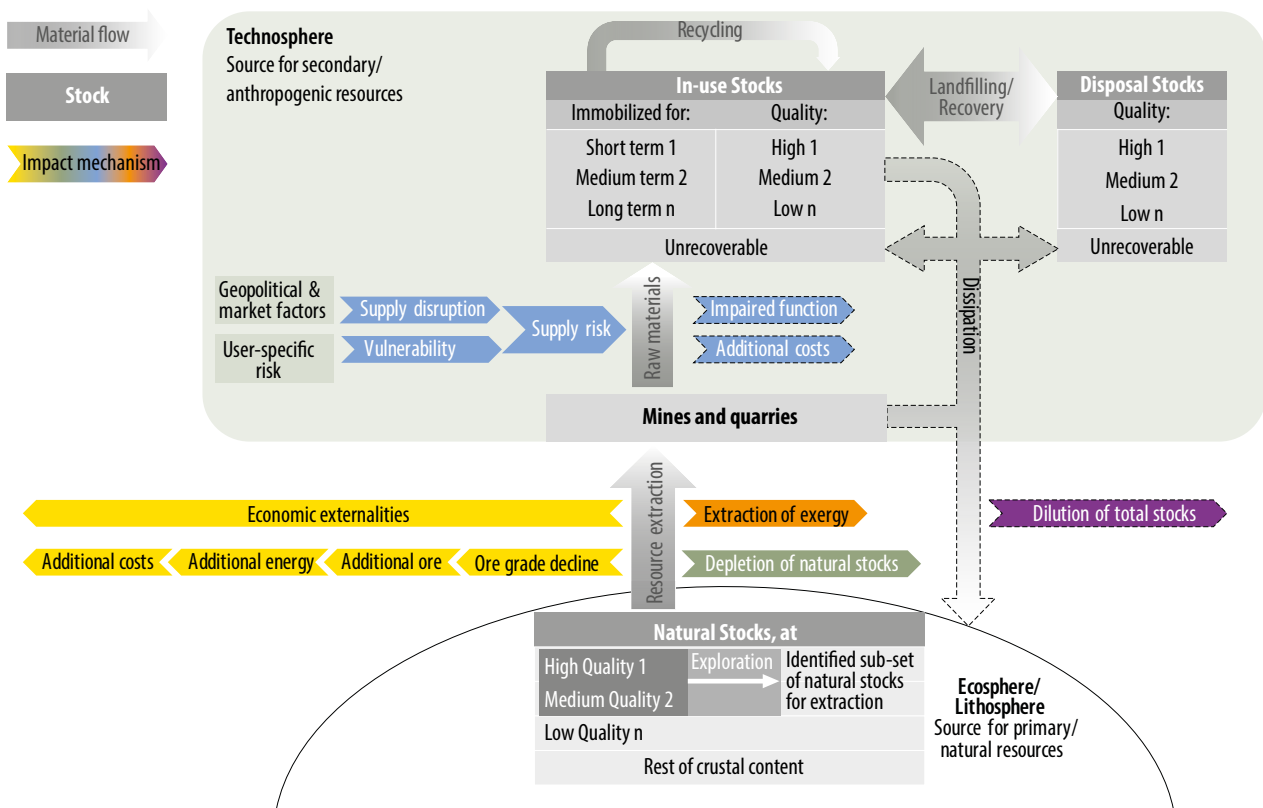 Material flow
Stock
Impact mechanism
Technosphere
Source for secondary/
anthropogenic resources
Recycling
In-use Stocks
Immobilized for:
Quality:
Short term 1
High 1
Medium term 2
Medium 2
Long term n
Low n
Unrecoverable
Landfilling/
Recovery
Disposal Stocks
Quality:
High 1
Medium 2
Low n
Unrecoverable
Geopolitical &
market factors
User-specific
risk
Supply disruption
Vulnerability
Supply risk
Raw materials
Impaired function
Additional costs
Dissipation
Mines and quarries
Economic externalities
Additional costs
Additional energy
Additional ore
Ore grade decline
Resource extraction
Extraction of exergy
Depletion of natural stocks
Dilution of total stocks
Natural Stocks, at
High Quality 1
Medium Quality 2
Exploration
Identified sub-set
of natural stocks
for extraction
Low Quality n
Rest of crustal content
Ecosphere/
Lithosphere
Source for primary/
natural resources